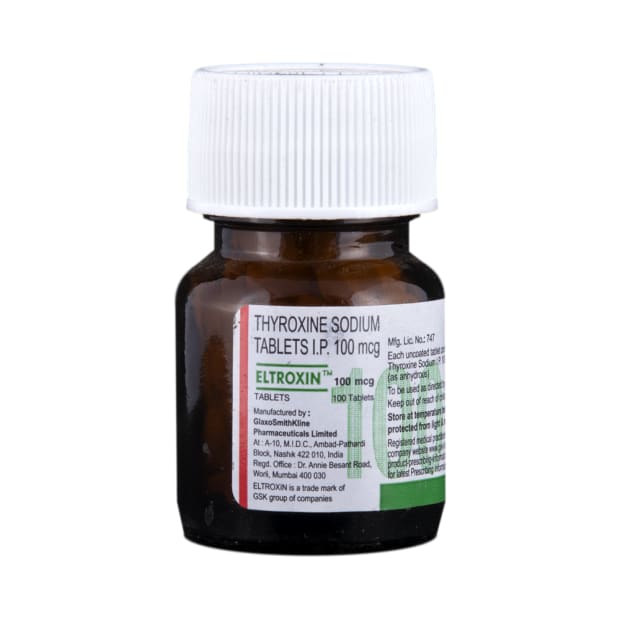 THYROXINE SODIUM
TABLETS I.P. 100 mcg
ELTROXIN™ 100 mcg
TABLETS 100 Tablets
Manufactured by :
GlaxoSmithKline
Pharmaceuticals Limited
At : A-10, M.I.D.C., Ambad-Pathardi
Block, Nashik 422 010, India
Regd. Office : Dr. Annie Besant Road,
Worli, Mumbai 400 030
ELTROXIN is a trade mark of
GSK group of companies
100
Mfg. Lic. No.: 747
Each uncoated tablet
Thyroxine Sodium I.P.
(as anhydrous)
To be used as directed
Keep out of reach of
Store at temperature
protected from light &
Registered medical
company website
product-prescribing-
for latest Prescribing